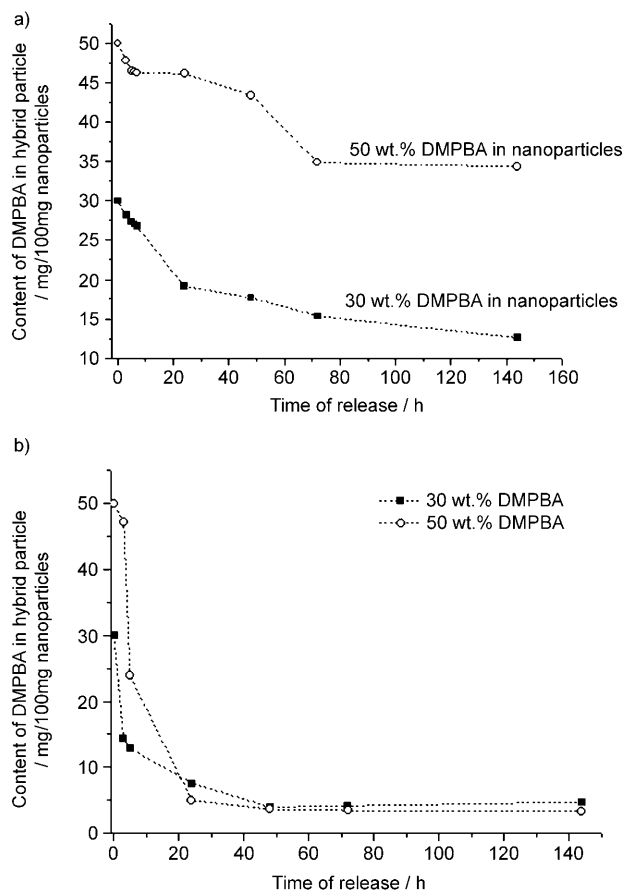 a)
Content of DMPBA in hybrid particle
/ mg/100mg nanoparticles
50
45
40
35
30
25
20
15
10
50 wt.% DMPBA in nanoparticles
30 wt.% DMPBA in nanoparticles
0 20 40 60 80 100 120 140 160
Time of release / h
b)
Content of DMPBA in hybrid particle
/ mg/100mg nanoparticles
50
40
30
20
10
0
30 wt.% DMPBA
50 wt.% DMPBA
0 20 40 60 80 100 120 140
Time of release / h